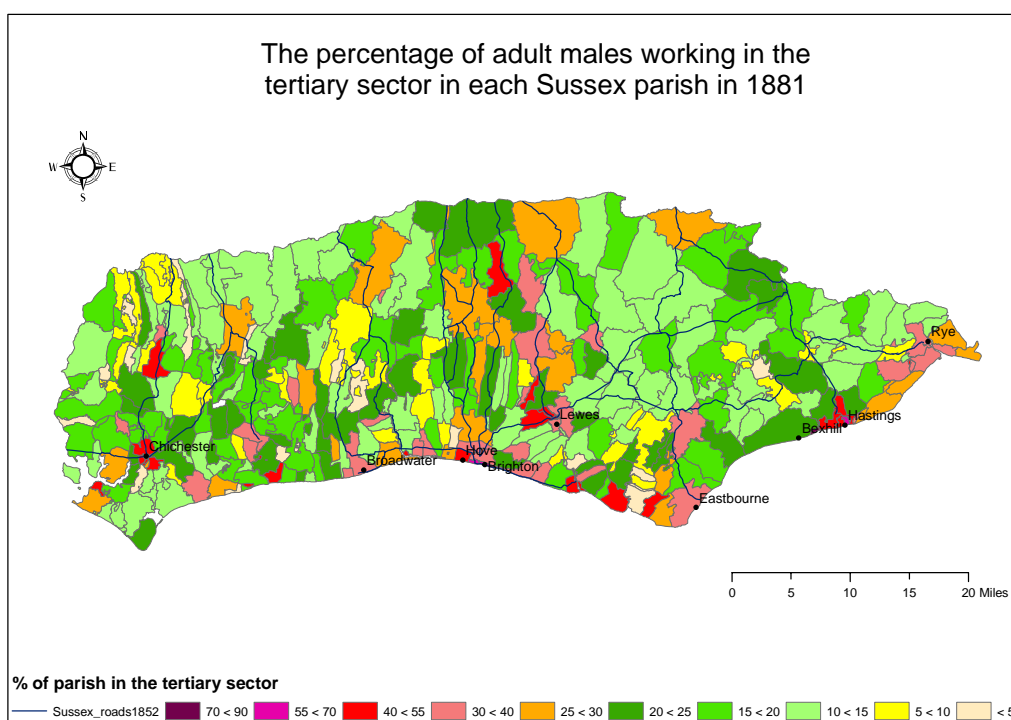 The percentage of adult males working in the
tertiary sector in each Sussex parish in 1881
N
W E
S
Rye
Lewes
Hastings
Bexhill
Chichester
Hove
Broadwater
Brighton
Eastbourne
0 5 10 15 20 Miles
% of parish in the tertiary sector
Sussex_roads1852 70 < 90 55 < 70 40 < 55 30 < 40 25 < 30 20 < 25 15 < 20 10 < 15 5 < 10 < 5